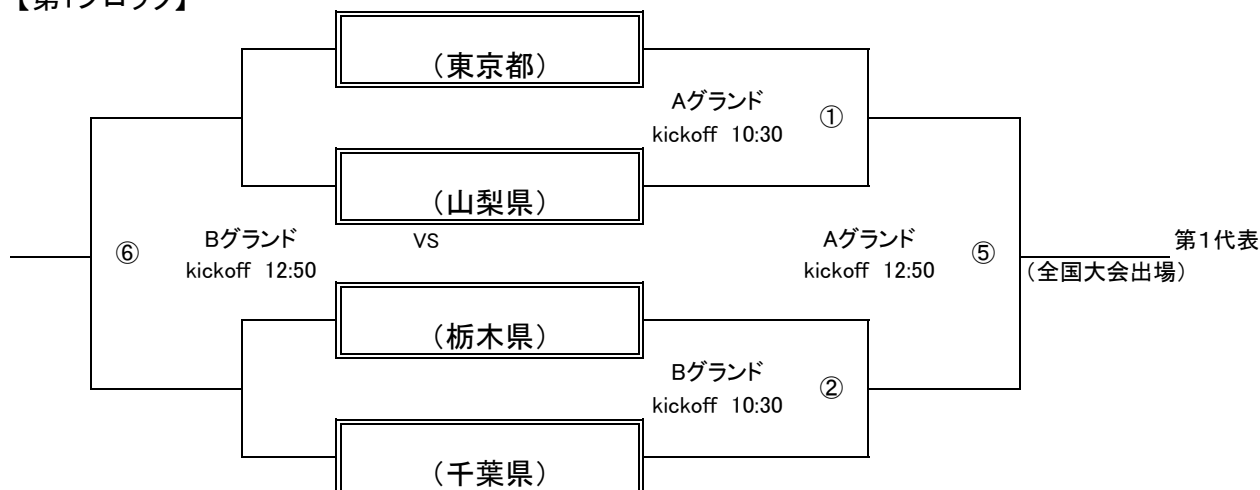 【第1ブロック】
（東京都）
Aグランド
kickoff 10:30
①
（山梨県）
⑥
Bグランド
kickoff 12:50
VS
Aグランド
kickoff 12:50
⑤
第1代表
（全国大会出場）
（栃木県）
Bグランド
kickoff 10:30
②
（千葉県）